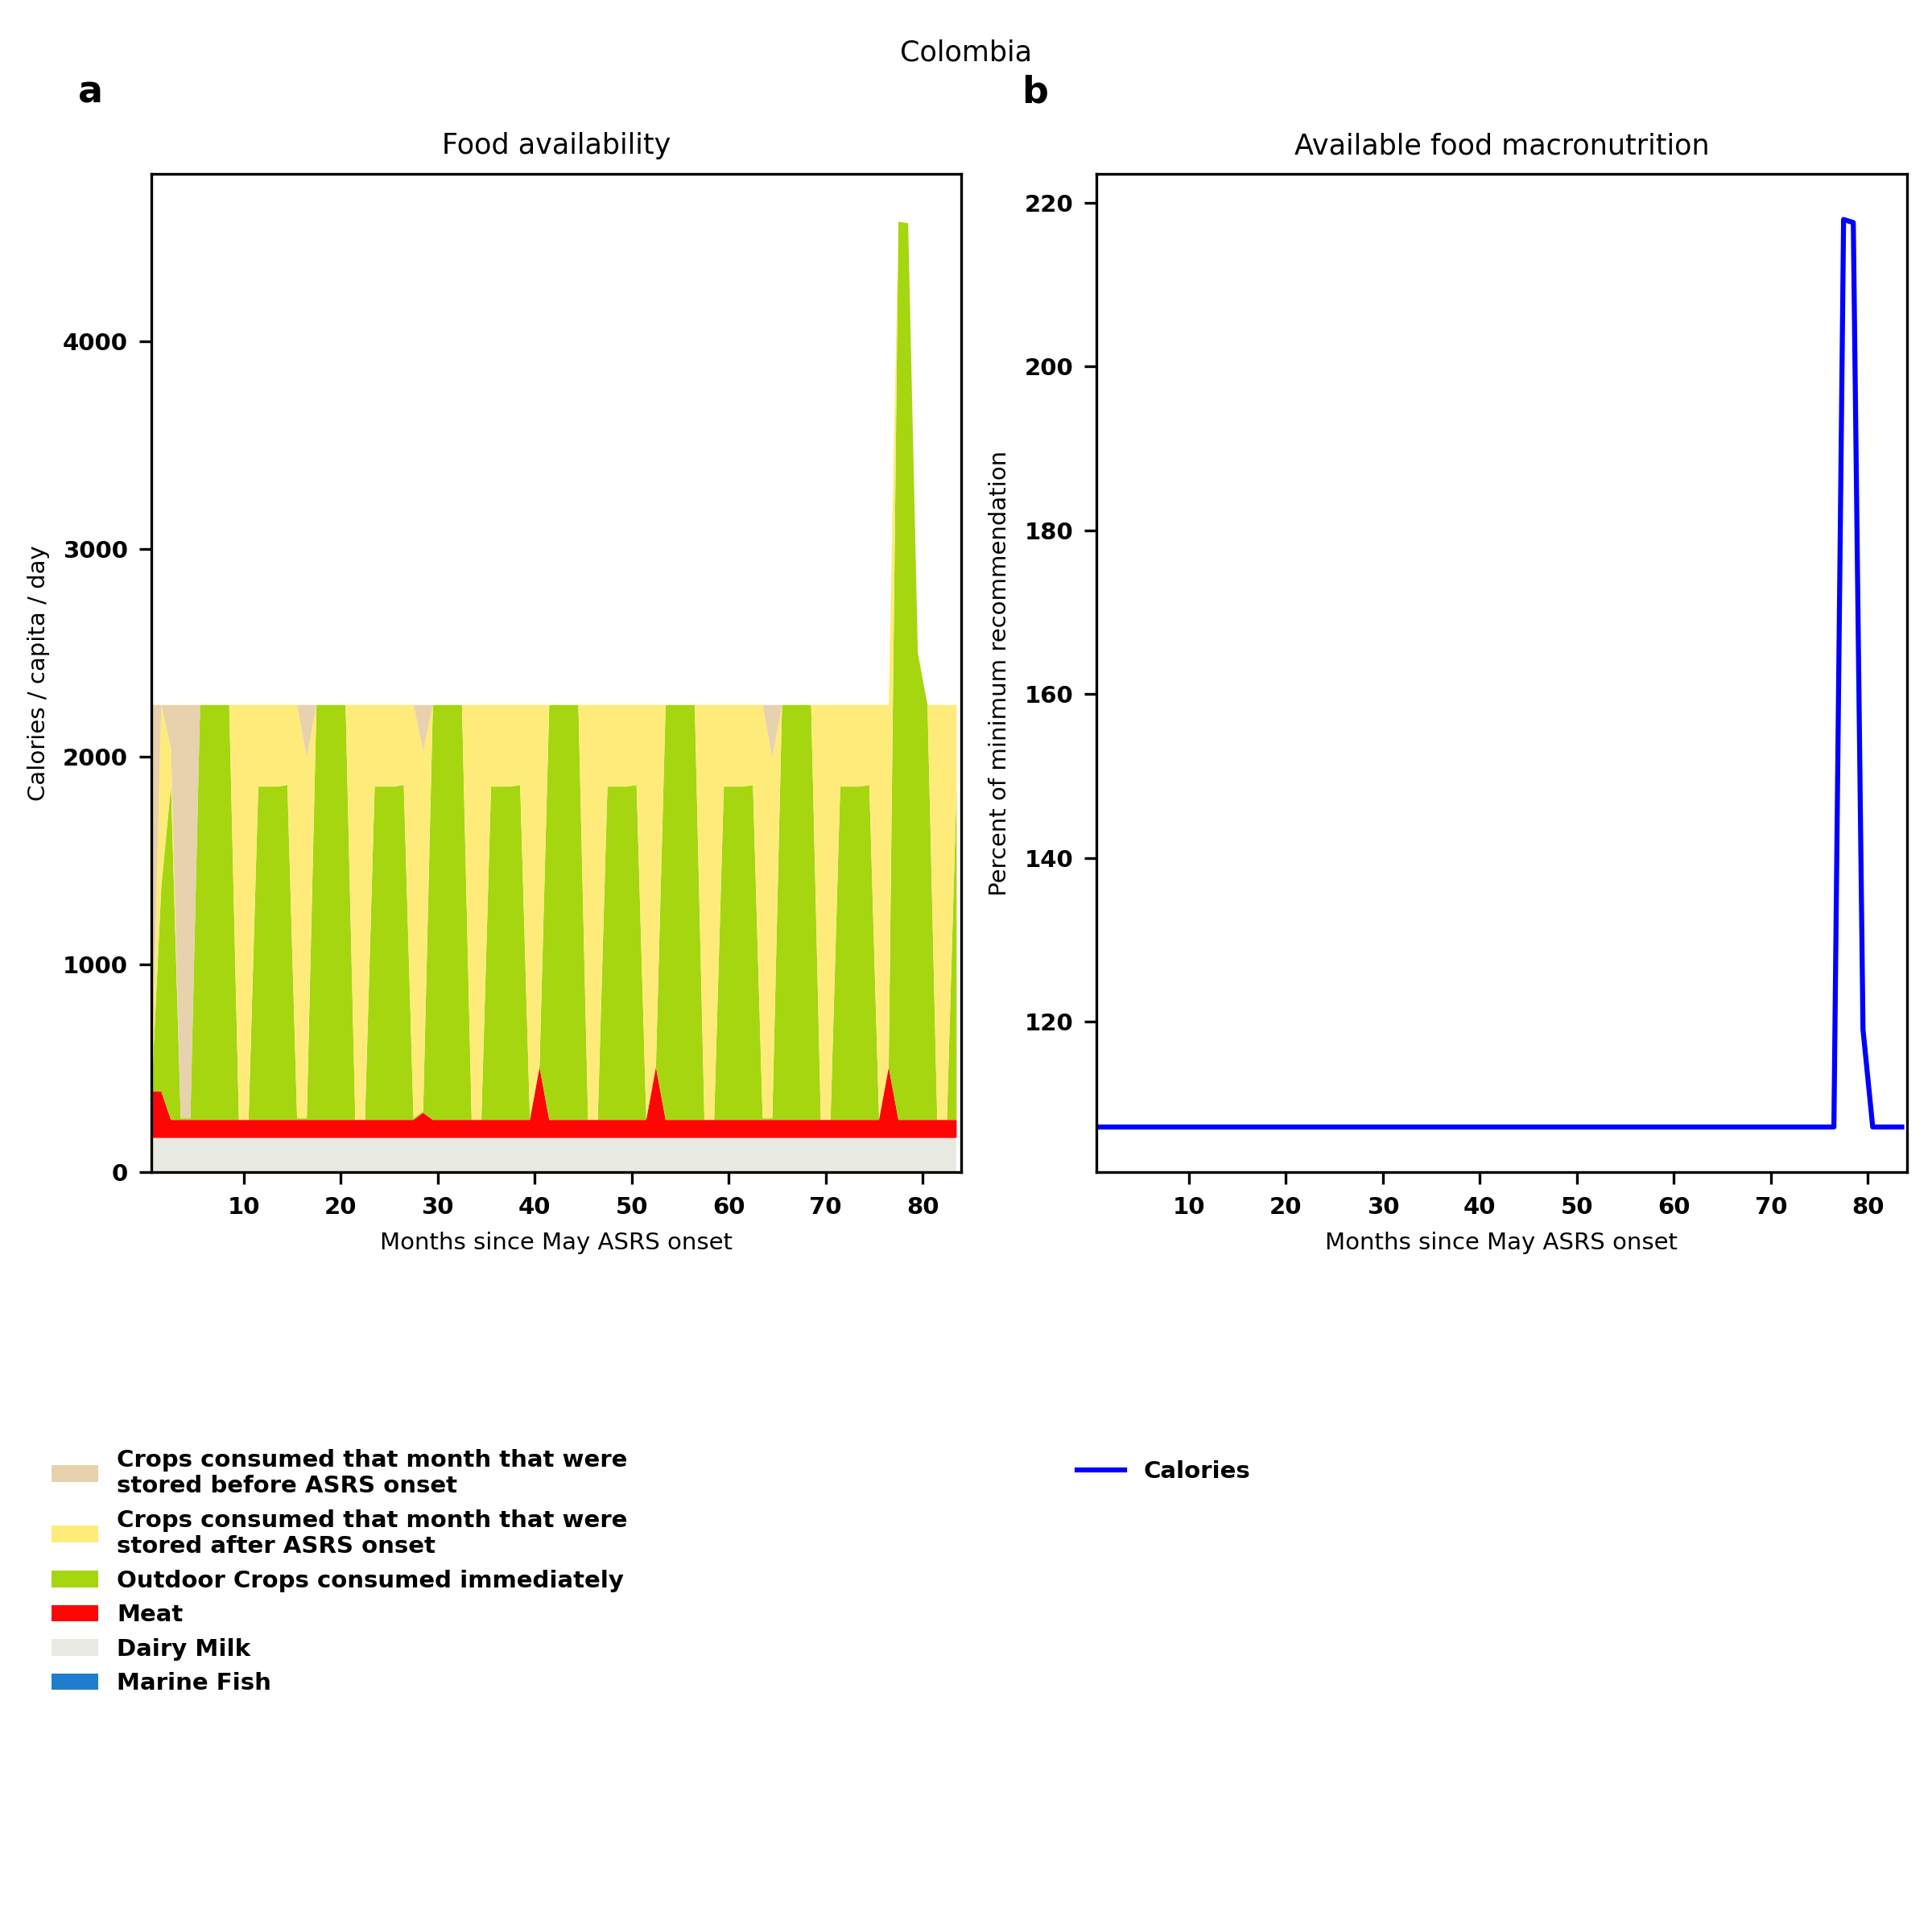 Colombia
a
b
Food availability
Available food macronutrition
Calories / capita / day
4000
3000
2000
1000
0
10 20 30 40 50 60 70 80
Months since May ASRS onset
Percent of minimum recommendation
220
200
180
160
140
120
10 20 30 40 50 60 70 80
Months since May ASRS onset
Crops consumed that month that were
stored before ASRS onset
Crops consumed that month that were
stored after ASRS onset
Outdoor Crops consumed immediately
Meat
Dairy Milk
Marine Fish
Calories